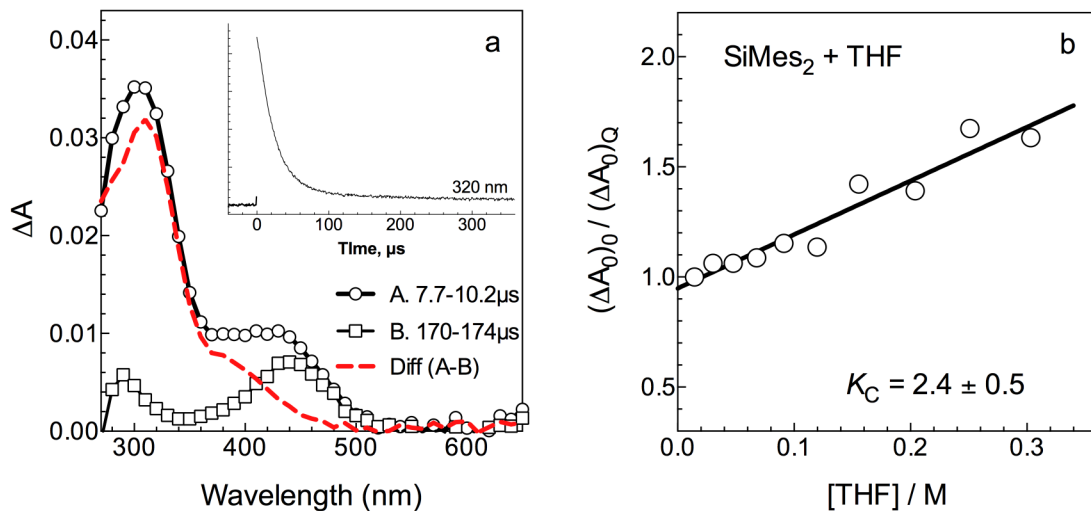 a
0.04
0.03
0.02
0.01
0.00
ΔA
320 nm
0 100 200 300
TIme, µs
A. 7.7-10.2µs
B. 170-174µs
Diff (A-B)
300 400 500 600
Wavelength (nm)
b
SiMes₂ + THF
2.0
1.5
1.0
0.5
(ΔA₀)₀ / (ΔA₀)Q
K_C = 2.4 ± 0.5
0.0 0.1 0.2 0.3
[THF] / M